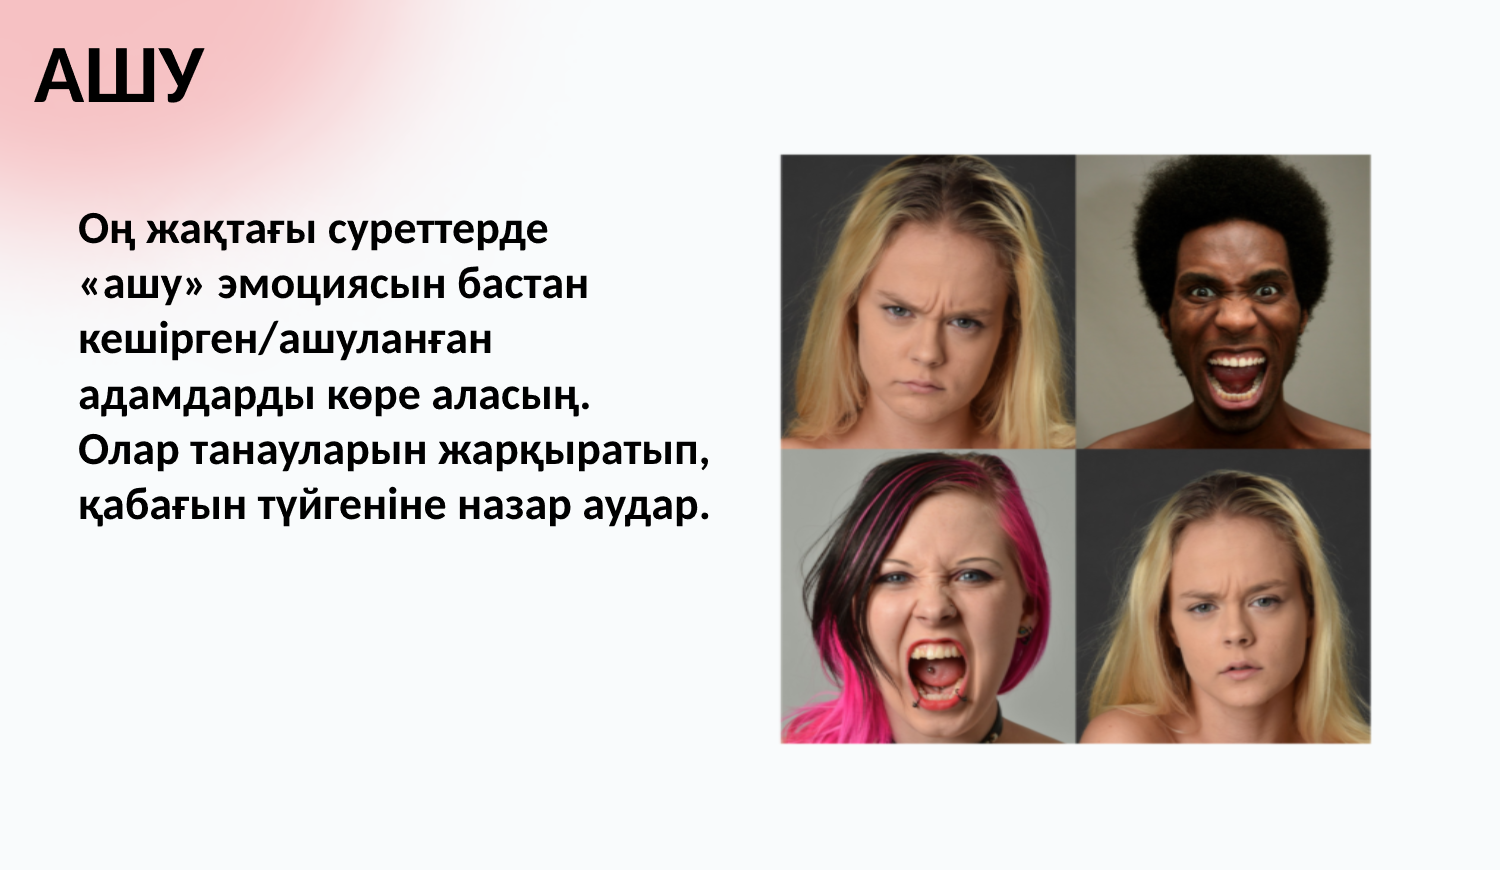 АШУ
Оң жақтағы суреттерде
«ашу» эмоциясын бастан
кешірген/ашуланған
адамдарды көре аласың.
Олар танауларын жарқыратып,
қабағын түйгеніне назар аудар.